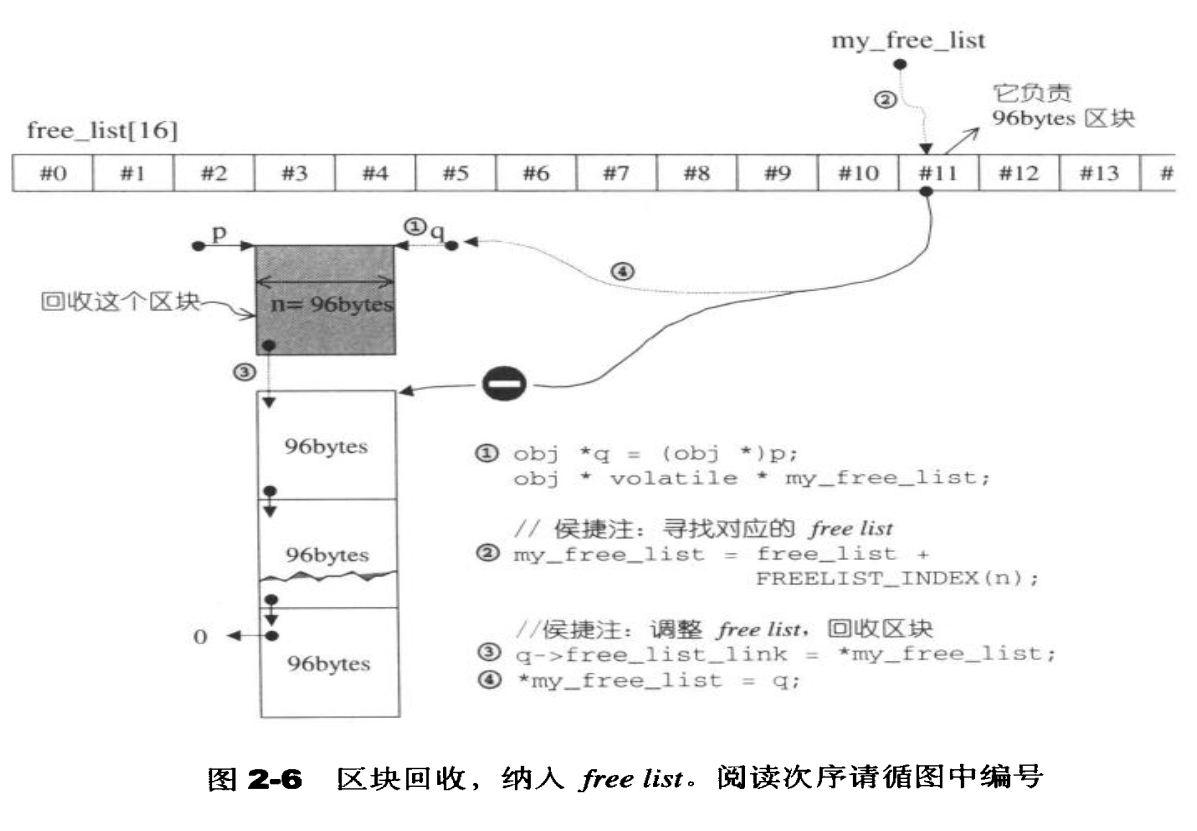 my_free_list
②
它负责
96bytes 区块
free_list[16]
#0 #1 #2 #3 #4 #5 #6 #7 #8 #9 #10 #11 #12 #13 #
p ① q
④
回收这个区块
n= 96bytes
③
96bytes
96bytes
0
96bytes
① obj *q = (obj *)p;
obj * volatile * my_free_list;
// 侯捷注：寻找对应的 free list
② my_free_list = free_list +
FREELIST_INDEX(n);
//侯捷注：调整 free list，回收区块
③ q->free_list_link = *my_free_list;
④ *my_free_list = q;
图 2-6 区块回收，纳入 free list。阅读次序请循图中编号